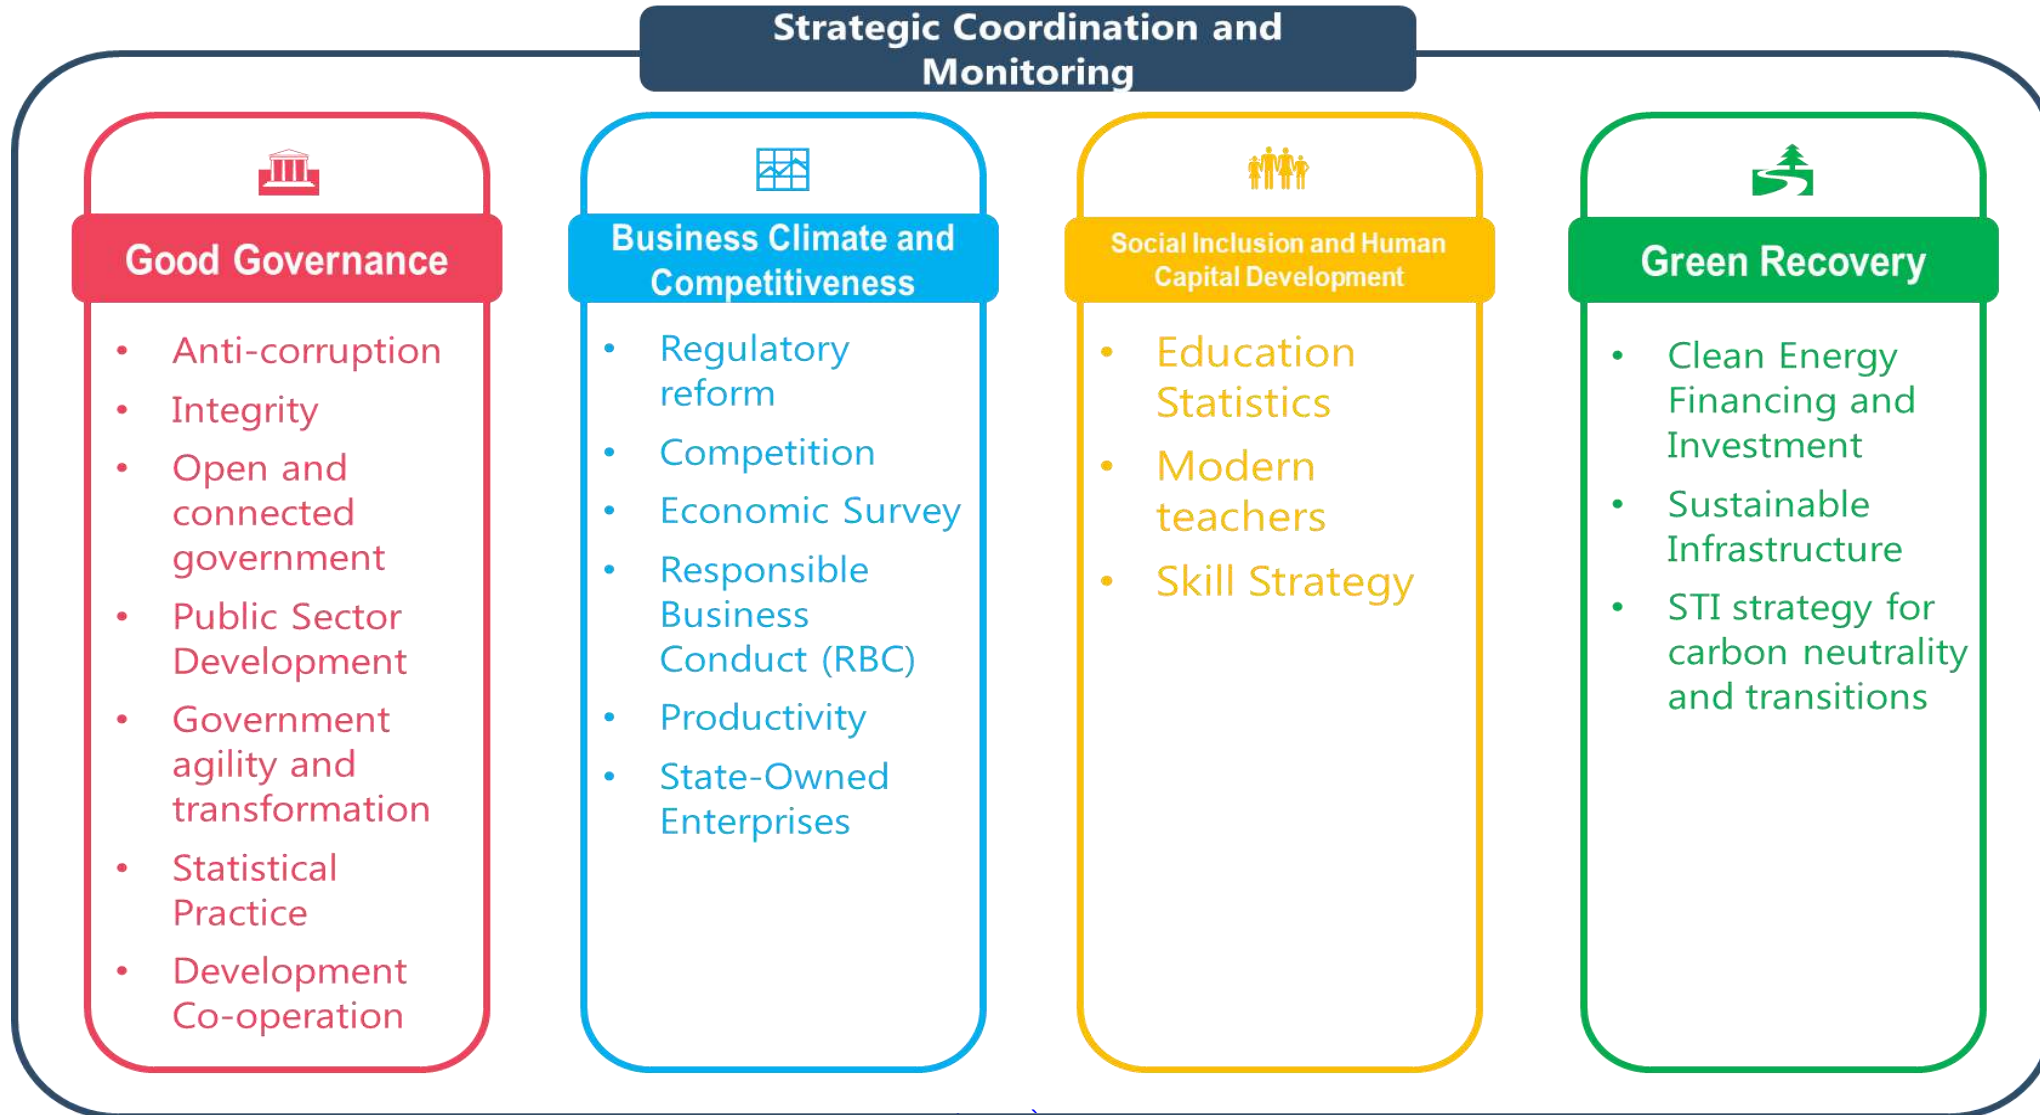 Strategic Coordination and
Monitoring
Good Governance
• Anti-corruption
• Integrity
• Open and
connected
government
• Public Sector
Development
• Government
agility and
transformation
• Statistical
Practice
• Development
Co-operation
Business Climate and
Competitiveness
• Regulatory
reform
• Competition
• Economic Survey
• Responsible
Business
Conduct (RBC)
• Productivity
• State-Owned
Enterprises
Social Inclusion and Human
Capital Development
• Education
Statistics
• Modern
teachers
• Skill Strategy
Green Recovery
• Clean Energy
Financing and
Investment
• Sustainable
Infrastructure
• STI strategy for
carbon neutrality
and transitions